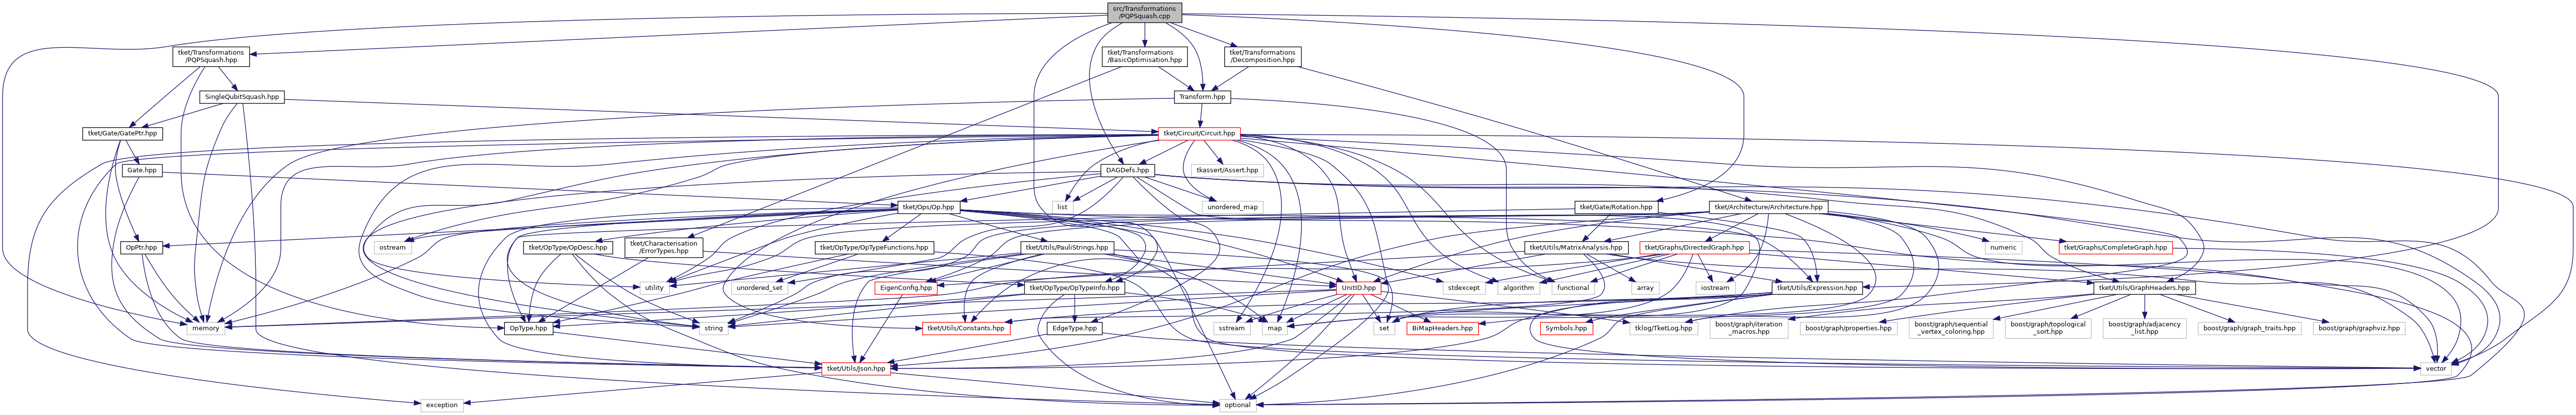 src/Transformations
/PQPSquash.cpp
tket/Transformations
/PQPSquash.hpp
tket/Transformations
/BasicOptimisation.hpp
tket/Transformations
/Decomposition.hpp
SingleQubitSquash.hpp
Transform.hpp
tket/Gate/GatePtr.hpp
tket/Circuit/Circuit.hpp
Gate.hpp
DAGDefs.hpp
tkassert/Assert.hpp
list
tket/Ops/Op.hpp
unordered_map
tket/Gate/Rotation.hpp
tket/Architecture/Architecture.hpp
OpPtr.hpp
ostream
tket/OpType/OpDesc.hpp
tket/Characterisation
/ErrorTypes.hpp
tket/OpType/OpTypeFunctions.hpp
tket/Utils/PauliStrings.hpp
tket/Utils/MatrixAnalysis.hpp
tket/Graphs/DirectedGraph.hpp
numeric
tket/Graphs/CompleteGraph.hpp
utility
unordered_set
EigenConfig.hpp
tket/OpType/OpTypeInfo.hpp
UnitID.hpp
stdexcept
algorithm
functional
array
iostream
tket/Utils/Expression.hpp
tket/Utils/GraphHeaders.hpp
memory
OpType.hpp
string
tket/Utils/Constants.hpp
EdgeType.hpp
sstream
map
set
BiMapHeaders.hpp
Symbols.hpp
tklog/TketLog.hpp
boost/graph/iteration
_macros.hpp
boost/graph/properties.hpp
boost/graph/sequential
_vertex_coloring.hpp
boost/graph/topological
_sort.hpp
boost/graph/adjacency
_list.hpp
boost/graph/graph_traits.hpp
boost/graph/graphviz.hpp
tket/Utils/Json.hpp
vector
exception
optional